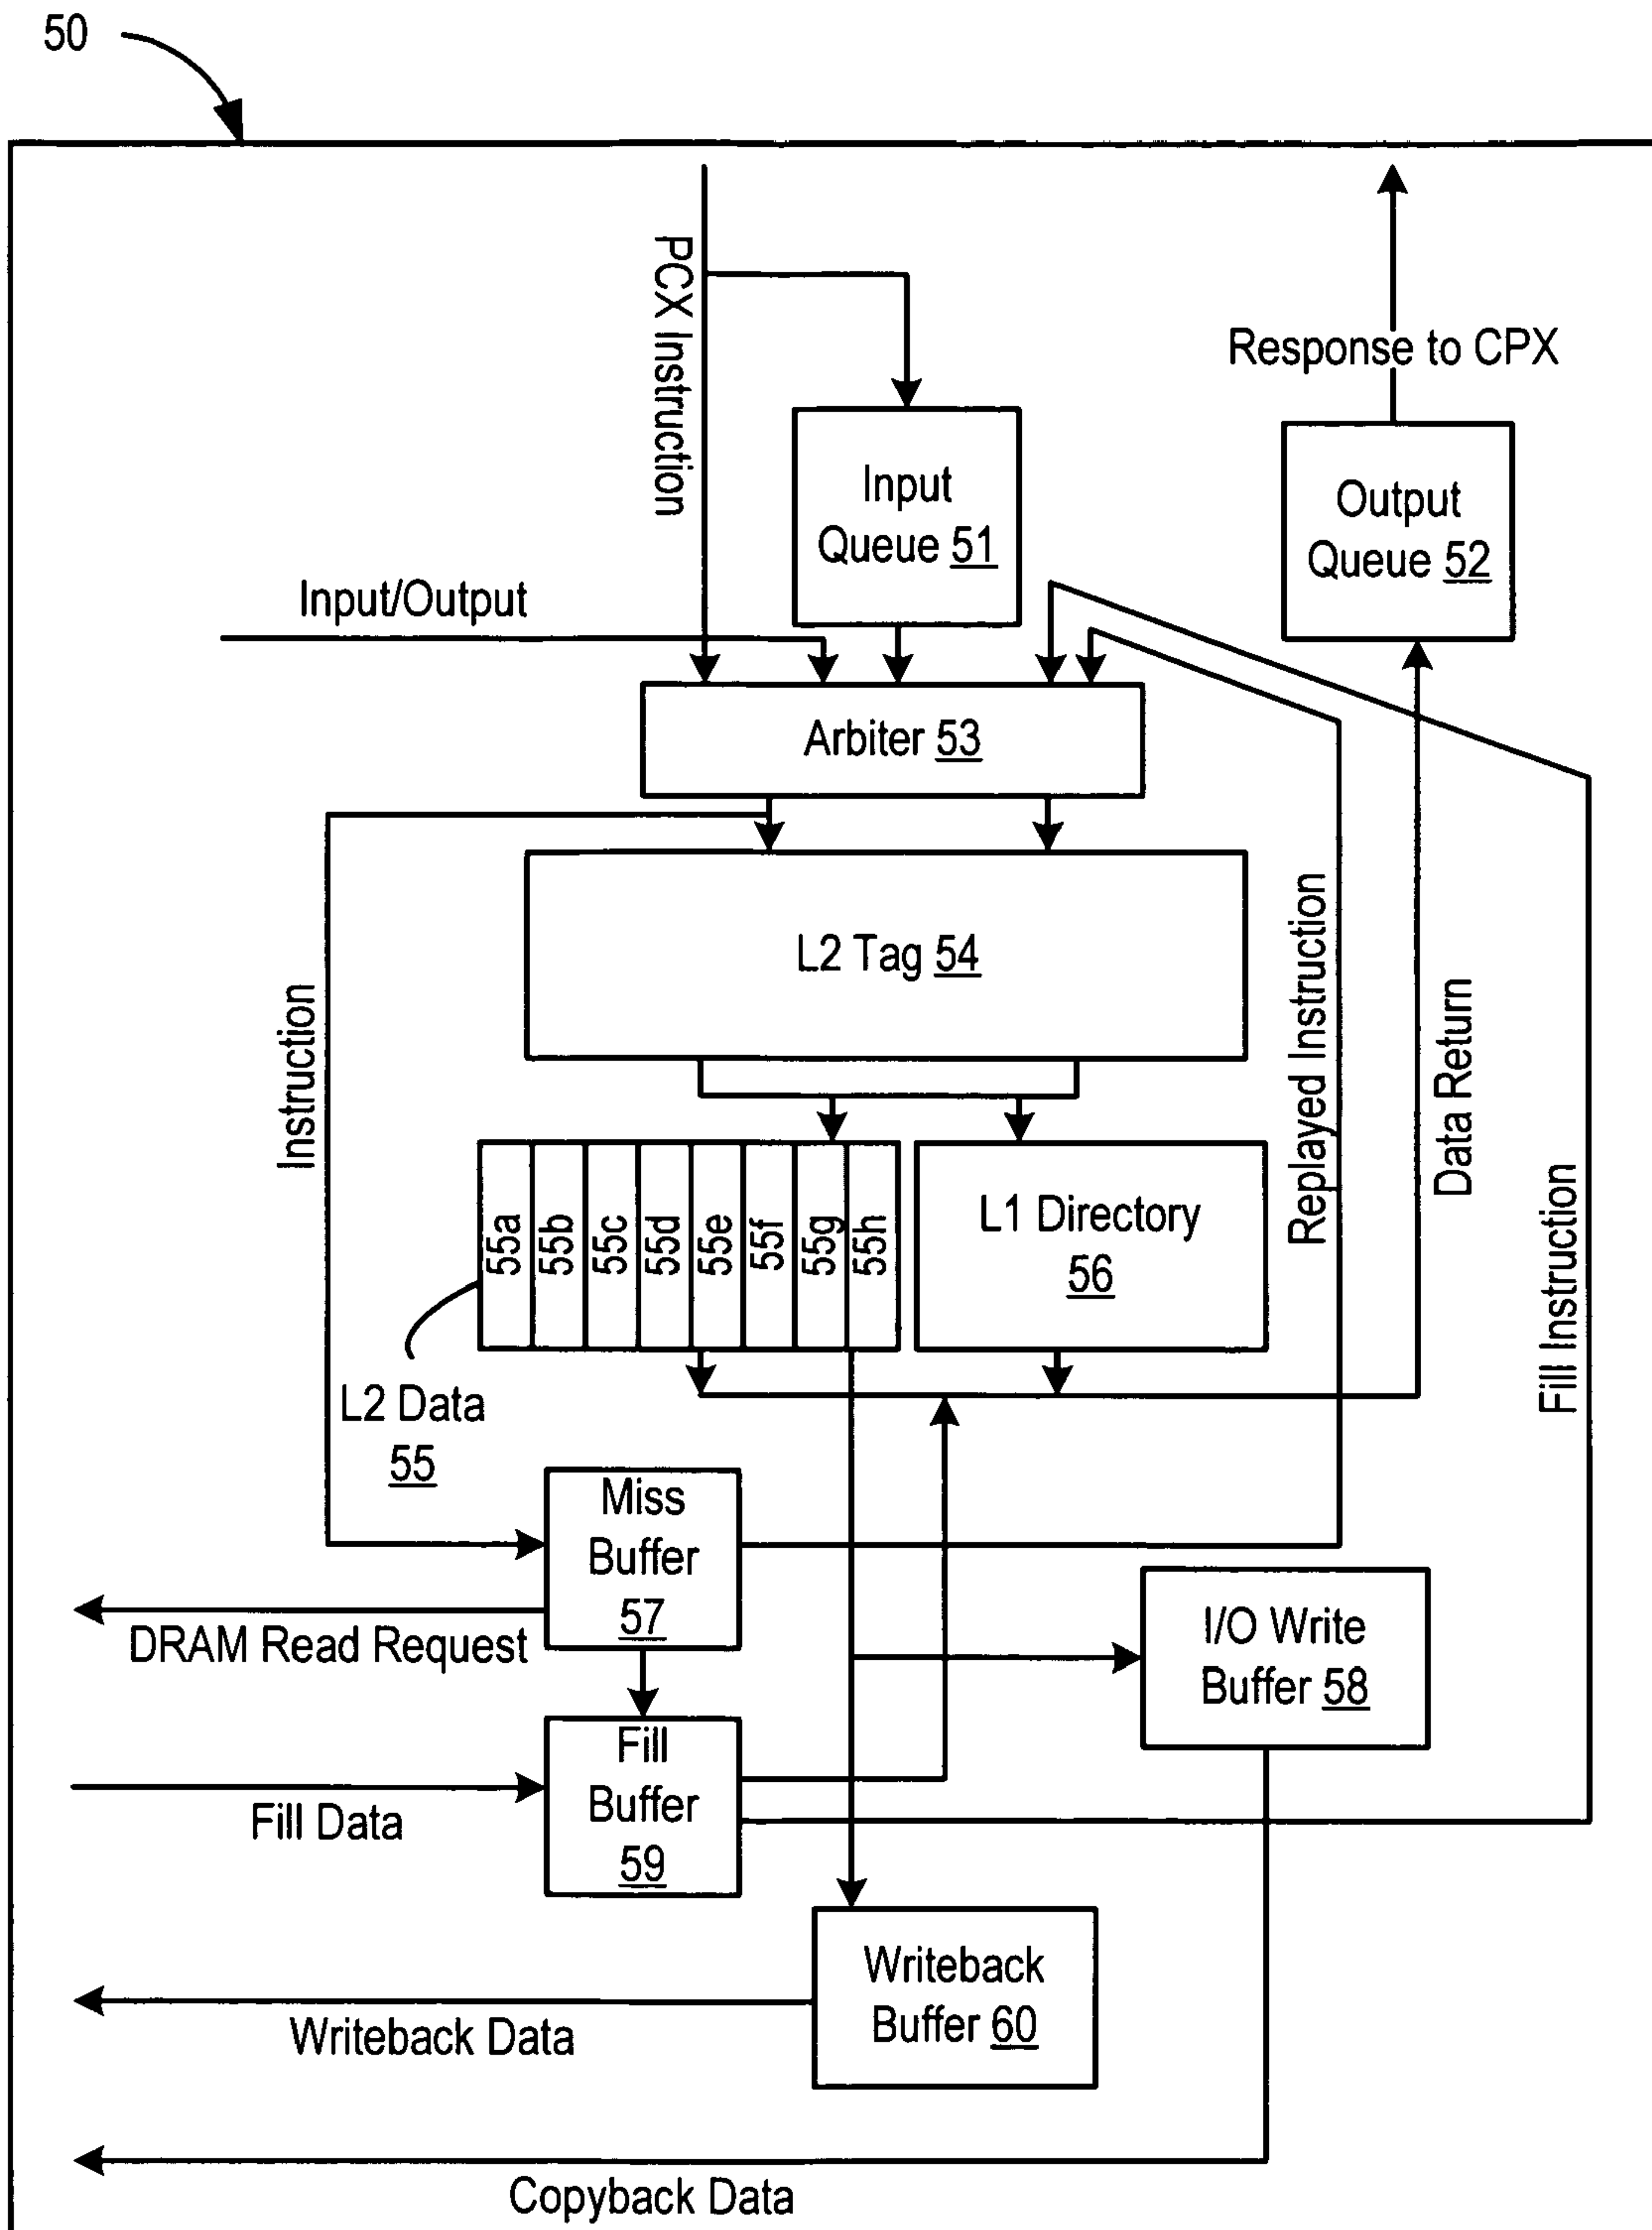 50
PCX Instruction
Response to CPX
Input
Queue 51
Output
Queue 52
Input/Output
Arbiter 53
L2 Tag 54
Instruction
Replayed Instruction
Data Return
Fill Instruction
55a
55b
55c
55d
55e
55f
55g
55h
L1 Directory
56
L2 Data
55
Miss
Buffer
57
DRAM Read Request
I/O Write
Buffer 58
Fill
Buffer
59
Fill Data
Writeback
Buffer 60
Writeback Data
Copyback Data